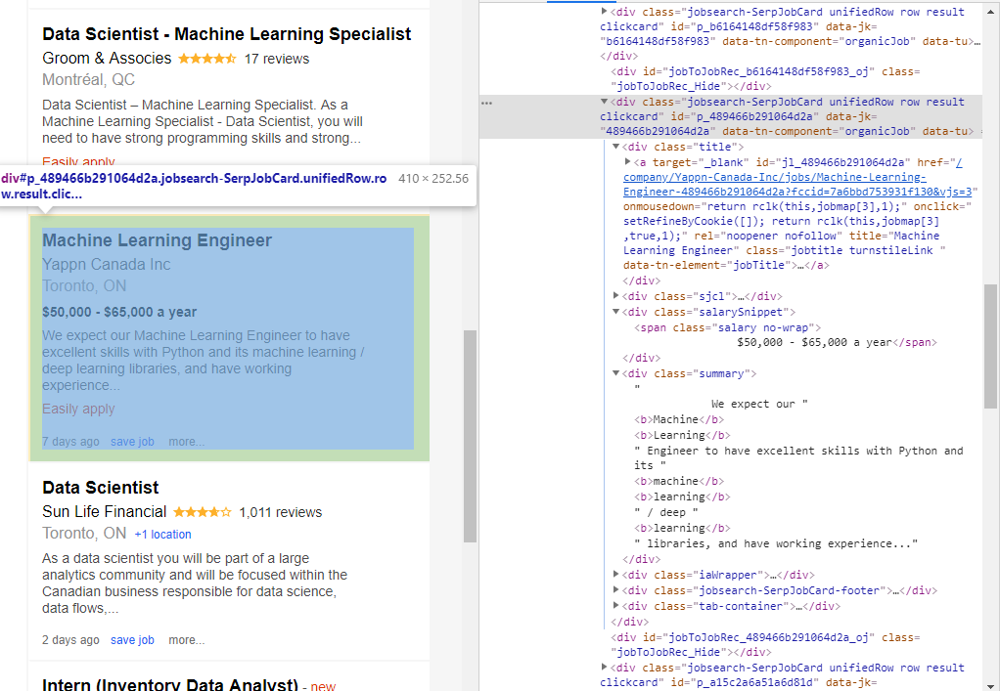 Data Scientist - Machine Learning Specialist
Groom & Associes 17 reviews
Montréal, QC
Data Scientist – Machine Learning Specialist. As a
Machine Learning Specialist - Data Scientist, you will
need to have strong programming skills and strong...
Easily apply
div#p_489466b291064d2a.jobsearch-SerpJobCard.unifiedRow.ro 410 × 252.56
w.result.clic...
Machine Learning Engineer
Yappn Canada Inc
Toronto, ON
$50,000 - $65,000 a year
We expect our Machine Learning Engineer to have
excellent skills with Python and its machine learning /
deep learning libraries, and have working
experience...
Easily apply
7 days ago save job more...
Data Scientist
Sun Life Financial 1,011 reviews
Toronto, ON +1 location
As a data scientist you will be part of a large
analytics community and will be focused within the
Canadian business responsible for data science,
data flows,...
2 days ago save job more...
Intern (Inventory Data Analyst) - new
<div class="jobsearch-SerpJobCard unifiedRow row result
clickcard" id="p_b6164148df58f983" data-jk=
"b6164148df58f983" data-tn-component="organicJob" data-tu>…
</div>
<div id="jobToJobRec_b6164148df58f983_oj" class=
"jobToJobRec_Hide"></div>
<div class="jobsearch-SerpJobCard unifiedRow row result
clickcard" id="p_489466b291064d2a" data-jk=
"489466b291064d2a" data-tn-component="organicJob" data-tu> =
<div class="title">
<a target="_blank" id="jl_489466b291064d2a" href="/
company/Yappn-Canada-Inc/jobs/Machine-Learning-
Engineer-489466b291064d2a?fccid=7a6bbd753931f130&vjs=3"
onmousedown="return rclk(this,jobmap[3],1);" onclick="
setRefineByCookie([]); return rclk(this,jobmap[3]
,true,1);" rel="noopener nofollow" title="Machine
Learning Engineer" class="jobtitle turnstileLink "
data-tn-element="jobTitle">…</a>
</div>
<div class="sjcl">…</div>
<div class="salarySnippet">
<span class="salary no-wrap">
$50,000 - $65,000 a year</span>
</div>
<div class="summary">
"
We expect our "
<b>Machine</b>
<b>Learning</b>
" Engineer to have excellent skills with Python and
its "
<b>machine</b>
<b>learning</b>
" / deep "
<b>learning</b>
" libraries, and have working experience..."
</div>
<div class="iaWrapper">…</div>
<div class="jobsearch-SerpJobCard-footer">…</div>
<div class="tab-container">…</div>
</div>
<div id="jobToJobRec_489466b291064d2a_oj" class=
"jobToJobRec_Hide"></div>
<div class="jobsearch-SerpJobCard unifiedRow row result
clickcard" id="p_a15c2a6a51a6d81d" data-jk=